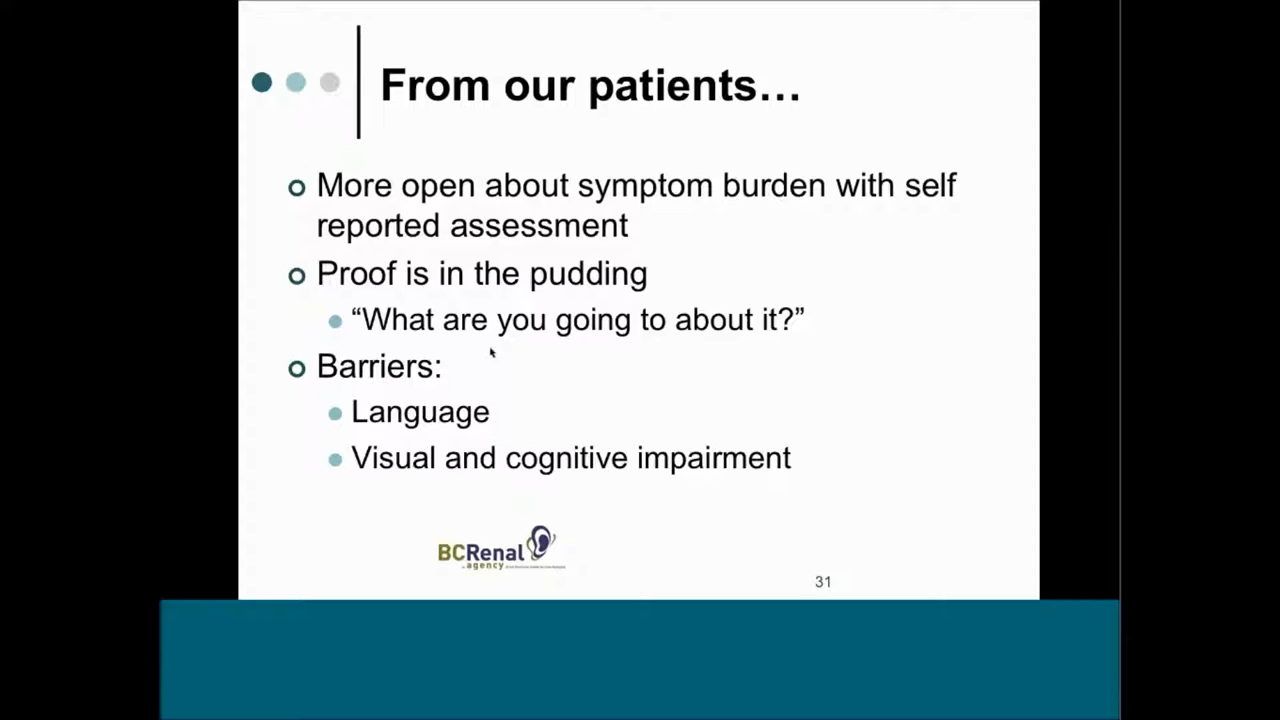 From our patients…
More open about symptom burden with self
reported assessment
Proof is in the pudding
“What are you going to about it?”
Barriers:
Language
Visual and cognitive impairment
BCRenal
agency
31